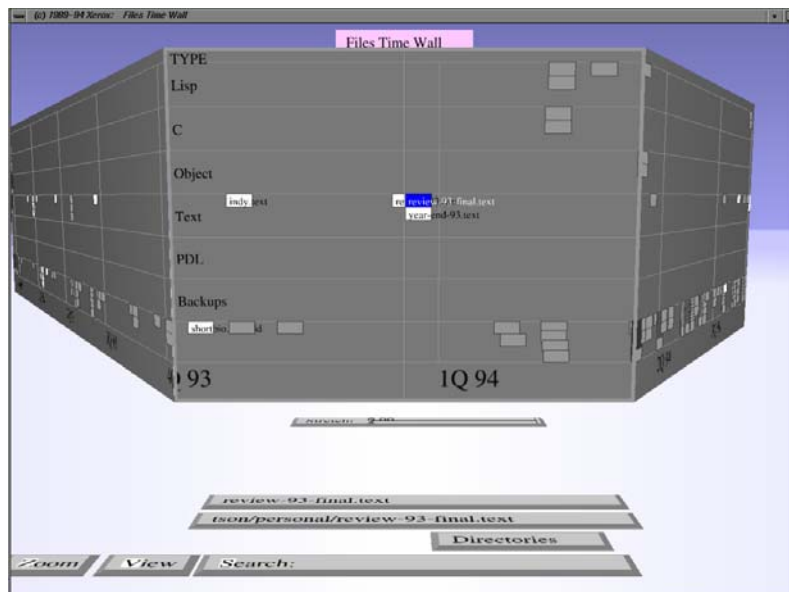 (c) 1989-94 Xerox: Files Time Wall
Files Time Wall
TYPE
Lisp
C
Object
indy.text
review-93-final.text
Text
year-end-93.text
PDL
Backups
Q 93
1Q 94
Stretch:
review-93-final.text
tson/personal/review-93-final.text
Directories
Zoom
View
Search: